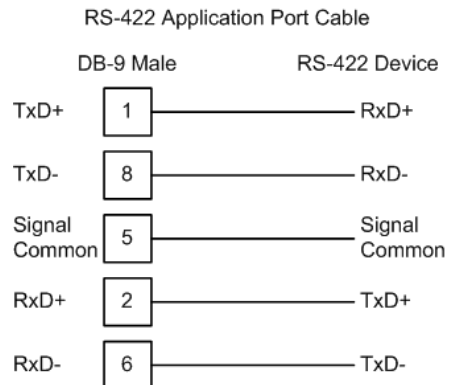 RS-422 Application Port Cable
DB-9 Male RS-422 Device
TxD+ 1 RxD+
TxD- 8 RxD-
Signal Common 5 Signal Common
RxD+ 2 TxD+
RxD- 6 TxD-